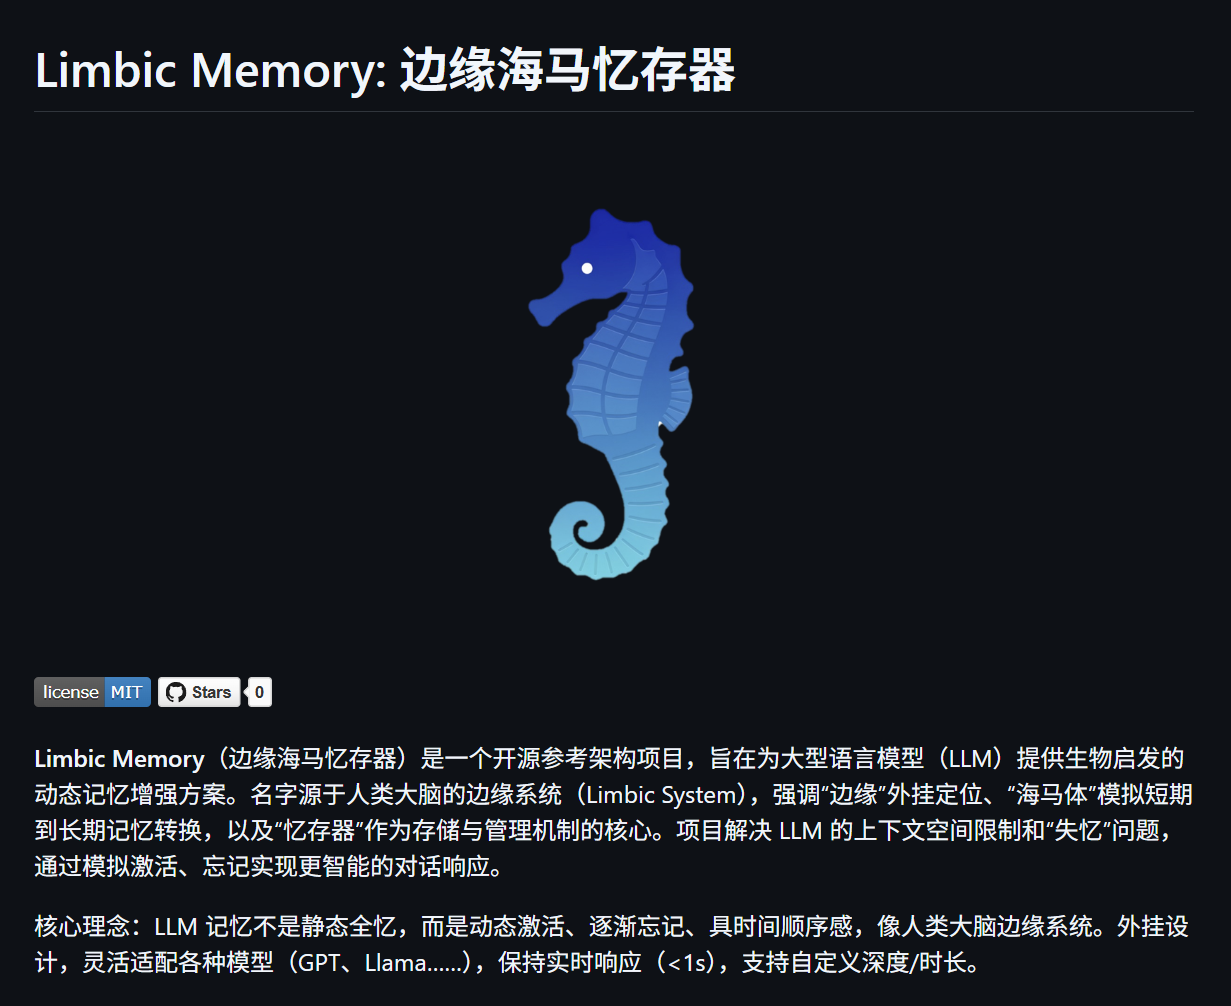 Limbic Memory: 边缘海马忆存器
license MIT Stars 0
Limbic Memory（边缘海马忆存器）是一个开源参考架构项目，旨在为大型语言模型（LLM）提供生物启发的
动态记忆增强方案。名字源于人类大脑的边缘系统（Limbic System），强调“边缘”外挂定位、“海马体”模拟短期
到长期记忆转换，以及“忆存器”作为存储与管理机制的核心。项目解决 LLM 的上下文空间限制和“失忆”问题，
通过模拟激活、忘记实现更智能的对话响应。
核心理念：LLM 记忆不是静态全忆，而是动态激活、逐渐忘记、具时间顺序感，像人类大脑边缘系统。外挂设
计，灵活适配各种模型（GPT、Llama……），保持实时响应（<1s），支持自定义深度/时长。